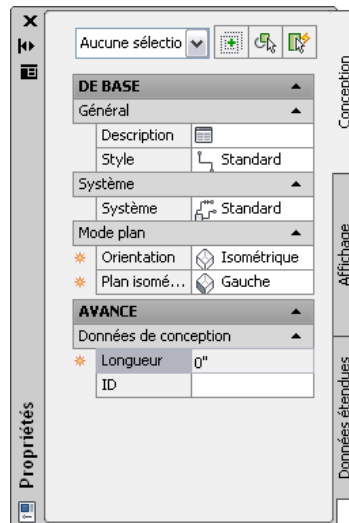 Aucune sélectio
DE BASE
Général
Description
Style Standard
Système
Système Standard
Mode plan
Orientation Isométrique
Plan isomé... Gauche
AVANCE
Données de conception
Longueur 0"
ID
Propriétés
Conception
Affichage
Données étendues